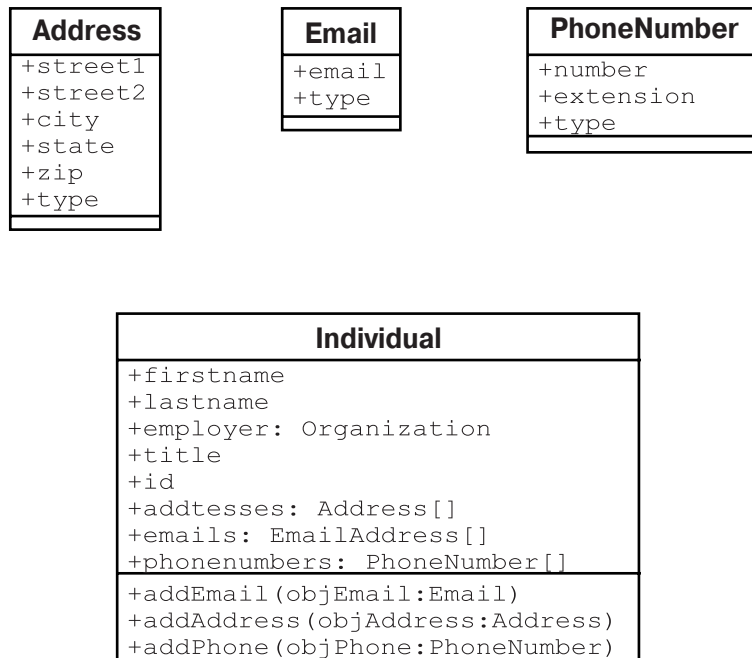 Address
+street1
+street2
+city
+state
+zip
+type
Email
+email
+type
PhoneNumber
+number
+extension
+type
Individual
+firstname
+lastname
+employer: Organization
+title
+id
+addtesses: Address[]
+emails: EmailAddress[]
+phonenumbers: PhoneNumber[]
+addEmail(objEmail:Email)
+addAddress(objAddress:Address)
+addPhone(objPhone:PhoneNumber)